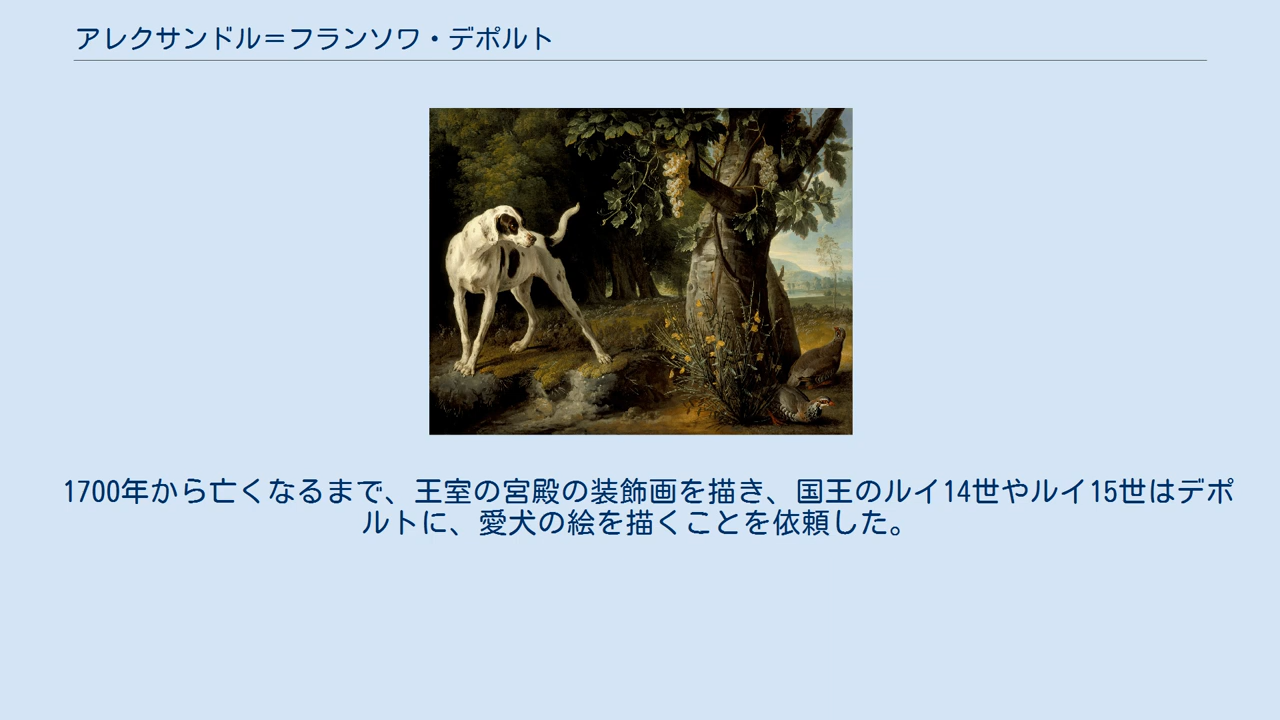 アレクサンドル＝フランソワ・デポルト
1700年から亡くなるまで、王室の宮殿の装飾画を描き、国王のルイ14世やルイ15世はデポ
ルトに、愛犬の絵を描くことを依頼した。